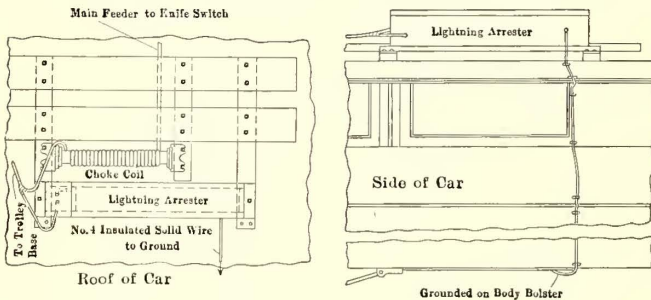 Main Feeder to Knife Switch
Choke Coil
Lightning Arrester
To Trolley
Base
No. 4 Insulated Solid Wire
to Ground
Roof of Car
Lightning Arrester
Side of Car
Grounded on Body Bolster